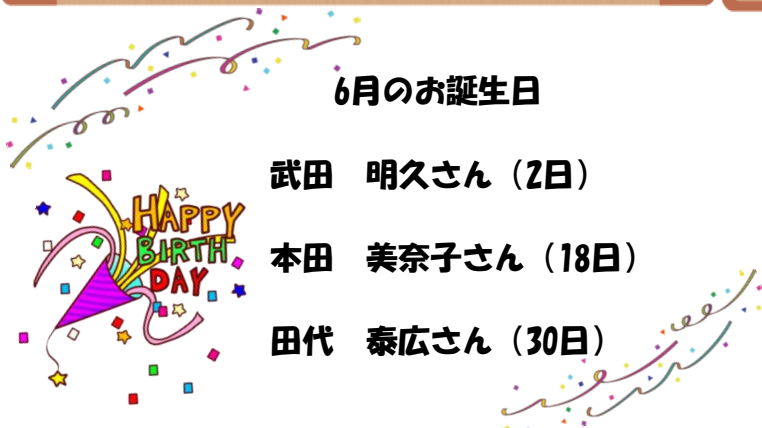 6月のお誕生日
武田　明久さん（2日）
HAPPY
BIRTH
DAY
本田　美奈子さん（18日）
田代　泰広さん（30日）